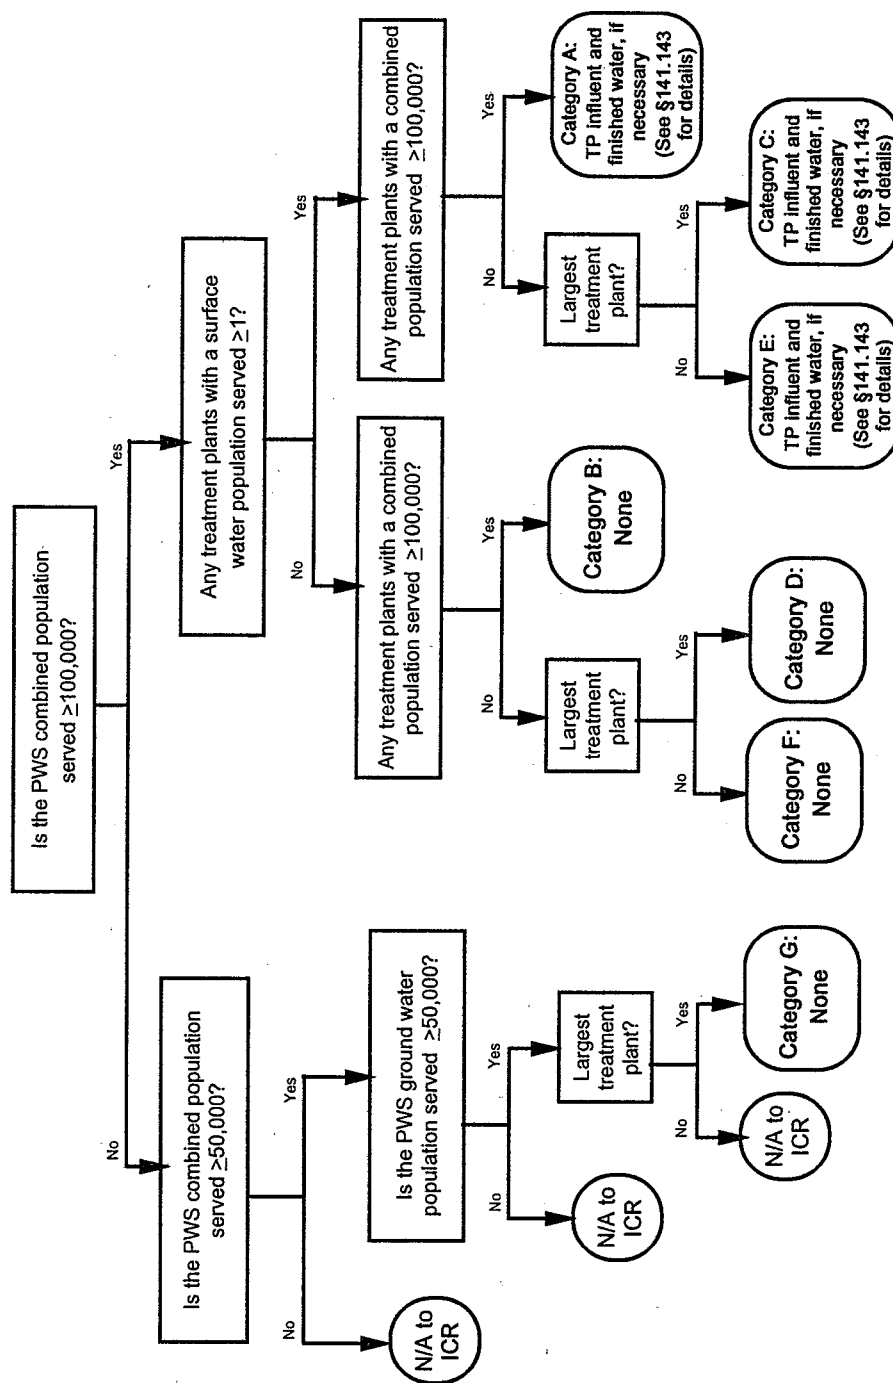 Is the PWS combined population
served ≥100,000?
No
Yes
Is the PWS combined population
served ≥50,000?
Any treatment plants with a surface
water population served ≥1?
No
Yes
No
Yes
N/A to
ICR
Is the PWS ground water
population served ≥50,000?
Any treatment plants with a combined
population served ≥100,000?
Any treatment plants with a combined
population served ≥100,000?
No
Yes
No
Yes
No
Yes
N/A to
ICR
Largest
treatment
plant?
Largest
treatment
plant?
Category B:
None
Largest
treatment
plant?
Category A:
TP influent and
finished water, if
necessary
(See §141.143
for details)
No
Yes
No
Yes
No
Yes
N/A to
ICR
Category G:
None
Category F:
None
Category D:
None
Category E:
TP influent and
finished water, if
necessary
(See §141.143
for details)
Category C:
TP influent and
finished water, if
necessary
(See §141.143
for details)